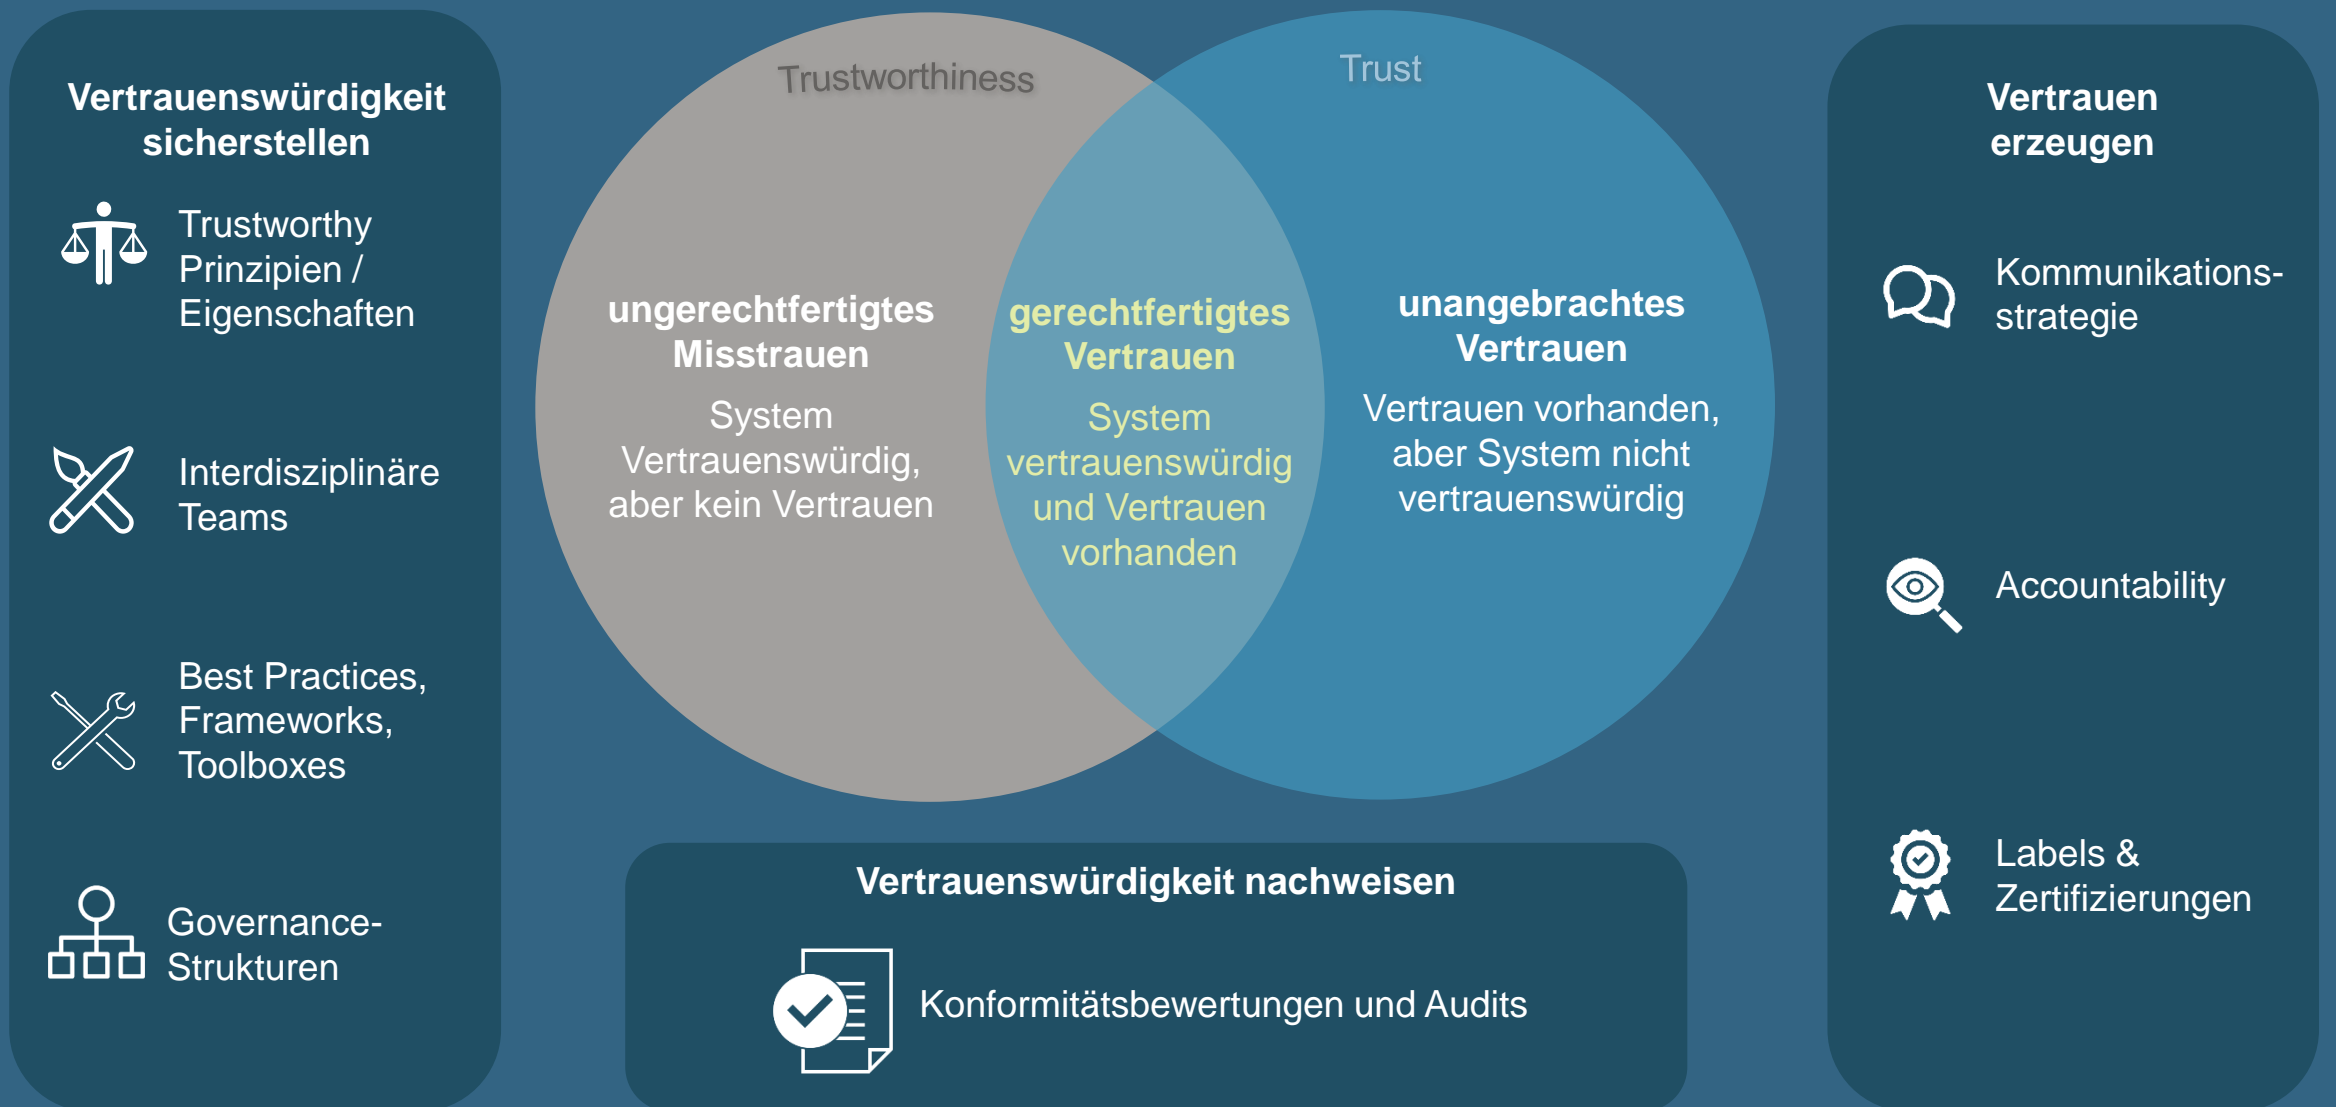 Vertrauenswürdigkeit
sicherstellen
Trustworthy
Prinzipien /
Eigenschaften
Interdisziplinäre
Teams
Best Practices,
Frameworks,
Toolboxes
Governance-
Strukturen
Trustworthiness
Trust
ungerechtfertigtes
Misstrauen
System
Vertrauenswürdig,
aber kein Vertrauen
gerechtfertigtes
Vertrauen
System
vertrauenswürdig
und Vertrauen
vorhanden
unangebrachtes
Vertrauen
Vertrauen vorhanden,
aber System nicht
vertrauenswürdig
Vertrauenswürdigkeit nachweisen
Konformitätsbewertungen und Audits
Vertrauen
erzeugen
Kommunikations-
strategie
Accountability
Labels &
Zertifizierungen